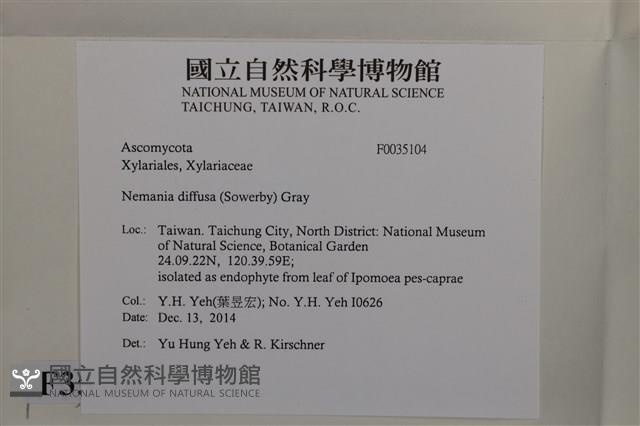 國立自然科學博物館
NATIONAL MUSEUM OF NATURAL SCIENCE
TAICHUNG, TAIWAN, R.O.C.
Ascomycota F0035104
Xylariales, Xylariaceae
Nemania diffusa (Sowerby) Gray
Loc.: Taiwan. Taichung City, North District: National Museum
of Natural Science, Botanical Garden
24.09.22N, 120.39.59E;
isolated as endophyte from leaf of Ipomoea pes-caprae
Col.: Y.H. Yeh(葉昱宏); No. Y.H. Yeh I0626
Date: Dec. 13, 2014
Det.: Yu Hung Yeh & R. Kirschner
F3
國立自然科學博物館
NATIONAL MUSEUM OF NATURAL SCIENCE